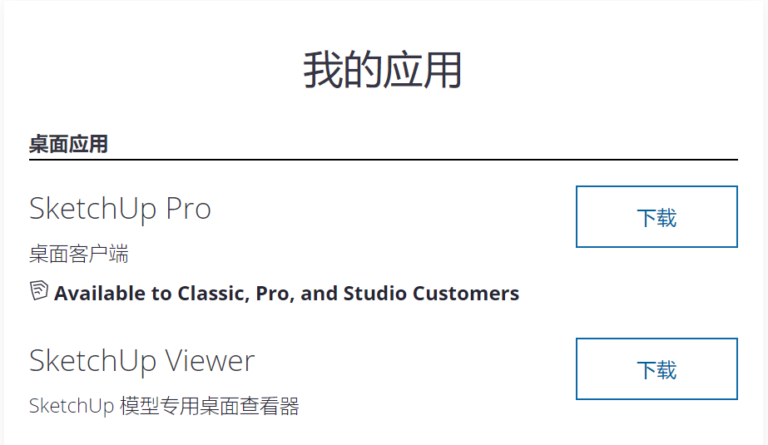 我的应用
桌面应用
SketchUp Pro
下载
桌面客户端
Available to Classic, Pro, and Studio Customers
SketchUp Viewer
下载
SketchUp 模型专用桌面查看器